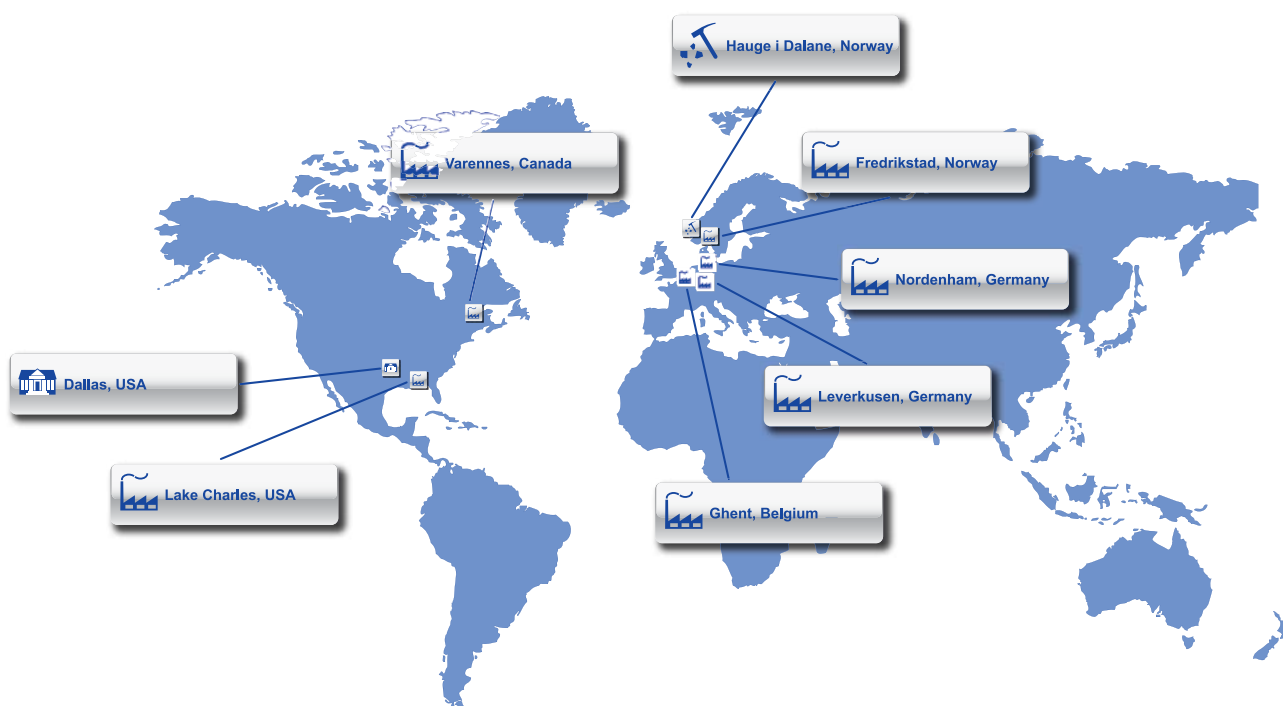 Hauge i Dalane, Norway
Varennes, Canada
Fredrikstad, Norway
Nordenham, Germany
Dallas, USA
Leverkusen, Germany
Lake Charles, USA
Ghent, Belgium